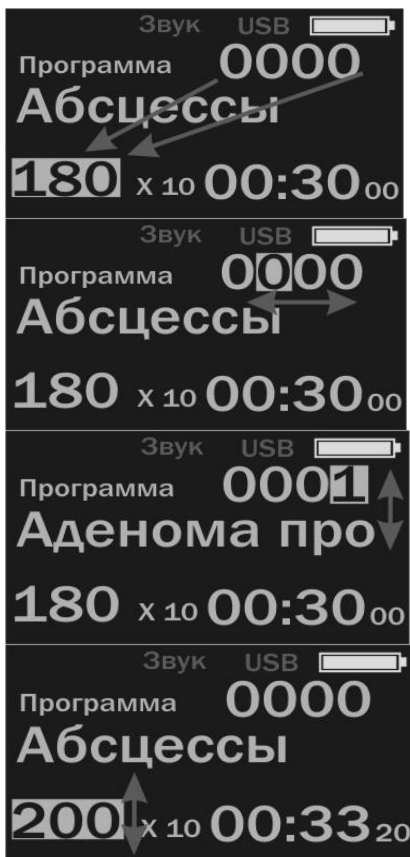 Звук USB
Программа 0000
Абсцессы
180 X 10 00:30 00
Звук USB
Программа 0000
Абсцессы
180 X 10 00:30 00
Звук USB
Программа 0001
Аденома про
180 X 10 00:30 00
Звук USB
Программа 0000
Абсцессы
200 X 10 00:33 20